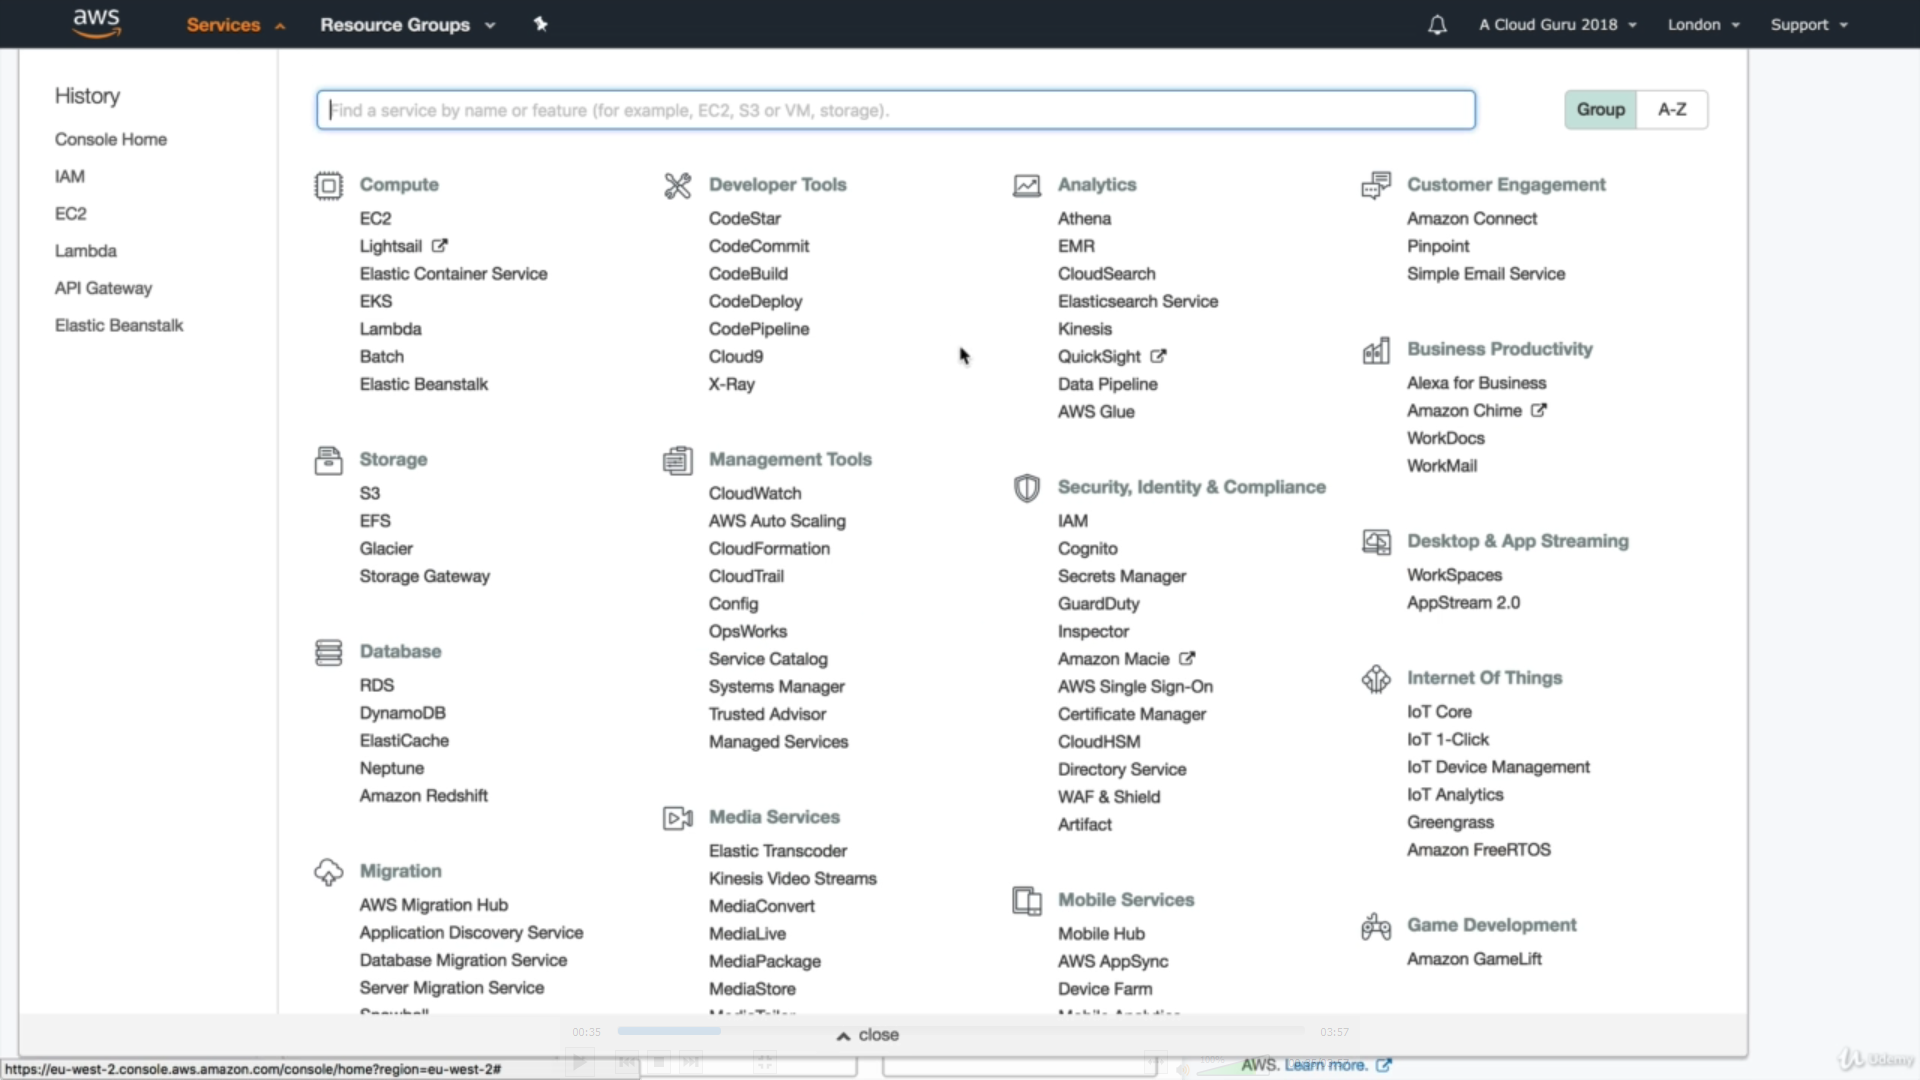 aws
Services
Resource Groups
A Cloud Guru 2018
London
Support
History
Console Home
IAM
EC2
Lambda
API Gateway
Elastic Beanstalk
Find a service by name or feature (for example, EC2, S3 or VM, storage).
Group
A-Z
Compute
EC2
Lightsail
Elastic Container Service
EKS
Lambda
Batch
Elastic Beanstalk
Storage
S3
EFS
Glacier
Storage Gateway
Database
RDS
DynamoDB
ElastiCache
Neptune
Amazon Redshift
Migration
AWS Migration Hub
Application Discovery Service
Database Migration Service
Server Migration Service
Snowball
Developer Tools
CodeStar
CodeCommit
CodeBuild
CodeDeploy
CodePipeline
Cloud9
X-Ray
Management Tools
CloudWatch
AWS Auto Scaling
CloudFormation
CloudTrail
Config
OpsWorks
Service Catalog
Systems Manager
Trusted Advisor
Managed Services
Media Services
Elastic Transcoder
Kinesis Video Streams
MediaConvert
MediaLive
MediaPackage
MediaStore
MediaTailor
Analytics
Athena
EMR
CloudSearch
Elasticsearch Service
Kinesis
QuickSight
Data Pipeline
AWS Glue
Security, Identity & Compliance
IAM
Cognito
Secrets Manager
GuardDuty
Inspector
Amazon Macie
AWS Single Sign-On
Certificate Manager
CloudHSM
Directory Service
WAF & Shield
Artifact
Mobile Services
Mobile Hub
AWS AppSync
Device Farm
Mobile Analytics
Customer Engagement
Amazon Connect
Pinpoint
Simple Email Service
Business Productivity
Alexa for Business
Amazon Chime
WorkDocs
WorkMail
Desktop & App Streaming
WorkSpaces
AppStream 2.0
Internet Of Things
IoT Core
IoT 1-Click
IoT Device Management
IoT Analytics
Greengrass
Amazon FreeRTOS
Game Development
Amazon GameLift
00:35
close
03:57
100%
AWS. Learn more.
https://eu-west-2.console.aws.amazon.com/console/home?region=eu-west-2#
Udemy